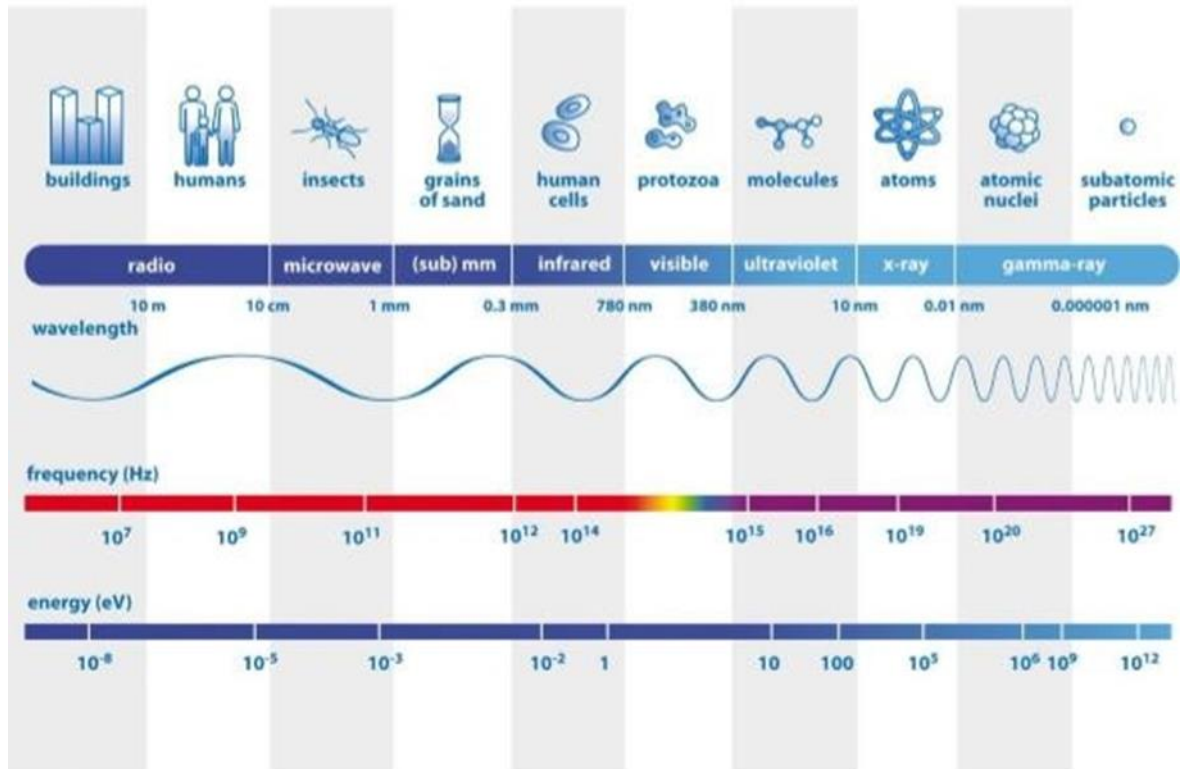 buildings
humans
insects
grains
of sand
human
cells
protozoa
molecules
atoms
atomic
nuclei
subatomic
particles
radio
microwave
(sub) mm
infrared
visible
ultraviolet
x-ray
gamma-ray
10 m
10 cm
1 mm
0.3 mm
780 nm
380 nm
10 nm
0.01 nm
0.000001 nm
wavelength
frequency (Hz)
10⁷
10⁹
10¹¹
10¹²
10¹⁴
10¹⁵
10¹⁶
10¹⁹
10²⁰
10²⁷
energy (eV)
10⁻⁸
10⁻⁵
10⁻³
10⁻²
1
10
100
10⁵
10⁶
10⁹
10¹²